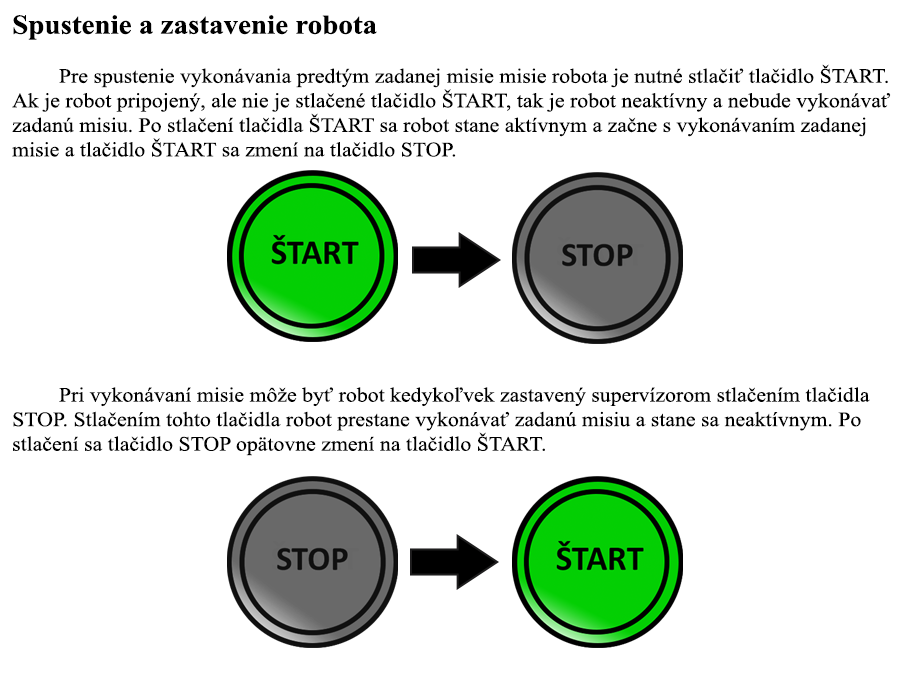 Spustenie a zastavenie robota
Pre spustenie vykonávania predtým zadanej misie misie robota je nutné stlačiť tlačidlo ŠTART.
Ak je robot pripojený, ale nie je stlačené tlačidlo ŠTART, tak je robot neaktívny a nebude vykonávať
zadanú misiu. Po stlačení tlačidla ŠTART sa robot stane aktívnym a začne s vykonávaním zadanej
misie a tlačidlo ŠTART sa zmení na tlačidlo STOP.
ŠTART STOP
Pri vykonávaní misie môže byť robot kedykoľvek zastavený supervízorom stlačením tlačidla
STOP. Stlačením tohto tlačidla robot prestane vykonávať zadanú misiu a stane sa neaktívnym. Po
stlačení sa tlačidlo STOP opätovne zmení na tlačidlo ŠTART.
STOP ŠTART